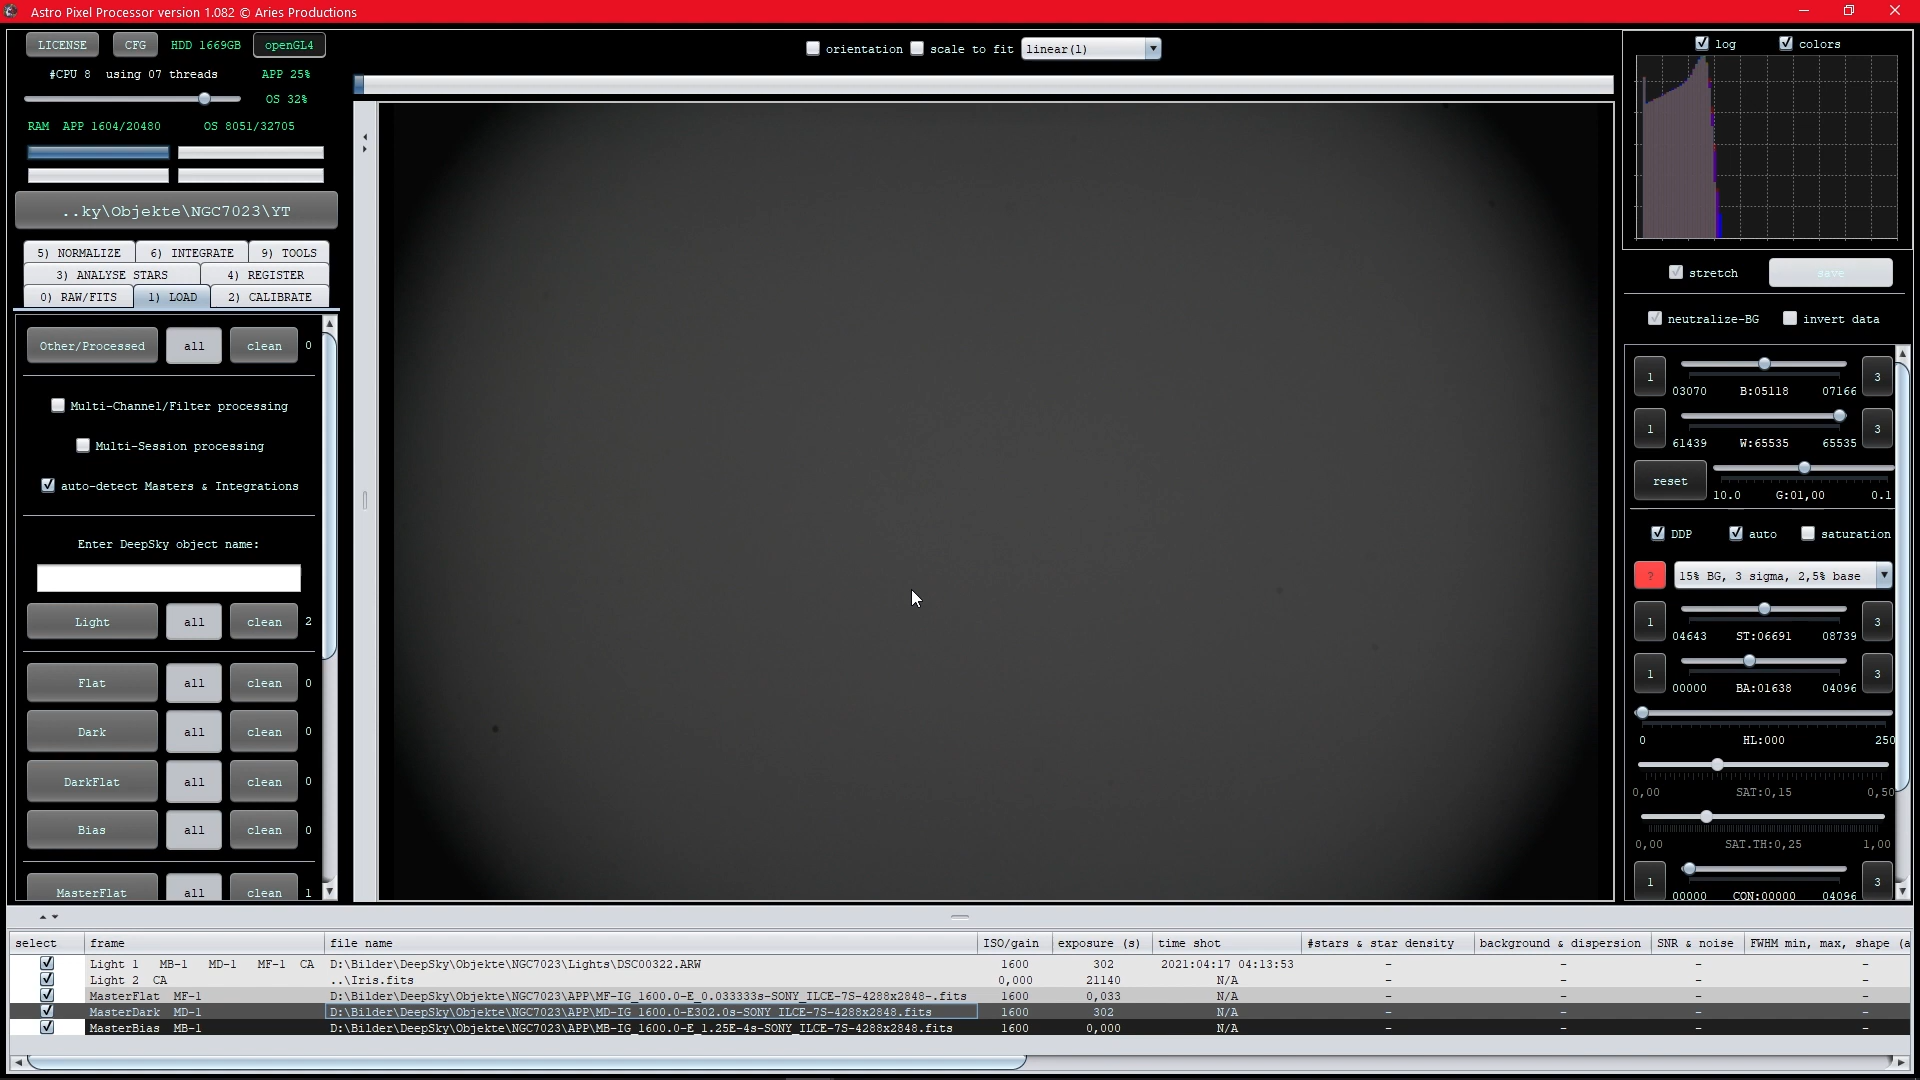 Astro Pixel Processor version 1.082 © Aries Productions
LICENSE CFG HDD 1669GB openGL4
#CPU 8 using 07 threads APP 25%
OS 32%
RAM APP 1604/20480 OS 8051/32705
..ky\Objekte\NGC7023\YT
5) NORMALIZE 6) INTEGRATE 9) TOOLS
3) ANALYSE STARS 4) REGISTER
0) RAW/FITS 1) LOAD 2) CALIBRATE
Other/Processed all clean 0
Multi-Channel/Filter processing
Multi-Session processing
auto-detect Masters & Integrations
Enter DeepSky object name:
Light all clean 2
Flat all clean 0
Dark all clean 0
DarkFlat all clean 0
Bias all clean 0
MasterFlat all clean 1
orientation scale to fit linear(1)
log colors
stretch save
neutralize-BG invert data
1 3
03070 B:05118 07166
1 3
61439 W:65535 65535
reset
10.0 G:01,00 0.1
DDP auto saturation
? 15% BG, 3 sigma, 2,5% base
1 3
04643 ST:06691 08739
1 3
00000 BA:01638 04096
0 HL:000 250
0,00 SAT:0,15 0,50
0,00 SAT.TH:0,25 1,00
1 3
00000 CON:00000 04096
select frame file name ISO/gain exposure (s) time shot #stars & star density background & dispersion SNR & noise FWHM min, max, shape (a
Light 1 MB-1 MD-1 MF-1 CA D:\Bilder\DeepSky\Objekte\NGC7023\Lights\DSC00322.ARW 1600 302 2021:04:17 04:13:53 - - - -
Light 2 CA ..\Iris.fits 0,000 21140 N/A - - - -
MasterFlat MF-1 D:\Bilder\DeepSky\Objekte\NGC7023\APP\MF-IG_1600.0-E_0.033333s-SONY_ILCE-7S-4288x2848-.fits 1600 0,033 N/A - - - -
MasterDark MD-1 D:\Bilder\DeepSky\Objekte\NGC7023\APP\MD-IG_1600.0-E302.0s-SONY_ILCE-7S-4288x2848.fits 1600 302 N/A - - - -
MasterBias MB-1 D:\Bilder\DeepSky\Objekte\NGC7023\APP\MB-IG_1600.0-E_1.25E-4s-SONY_ILCE-7S-4288x2848.fits 1600 0,000 N/A - - - -